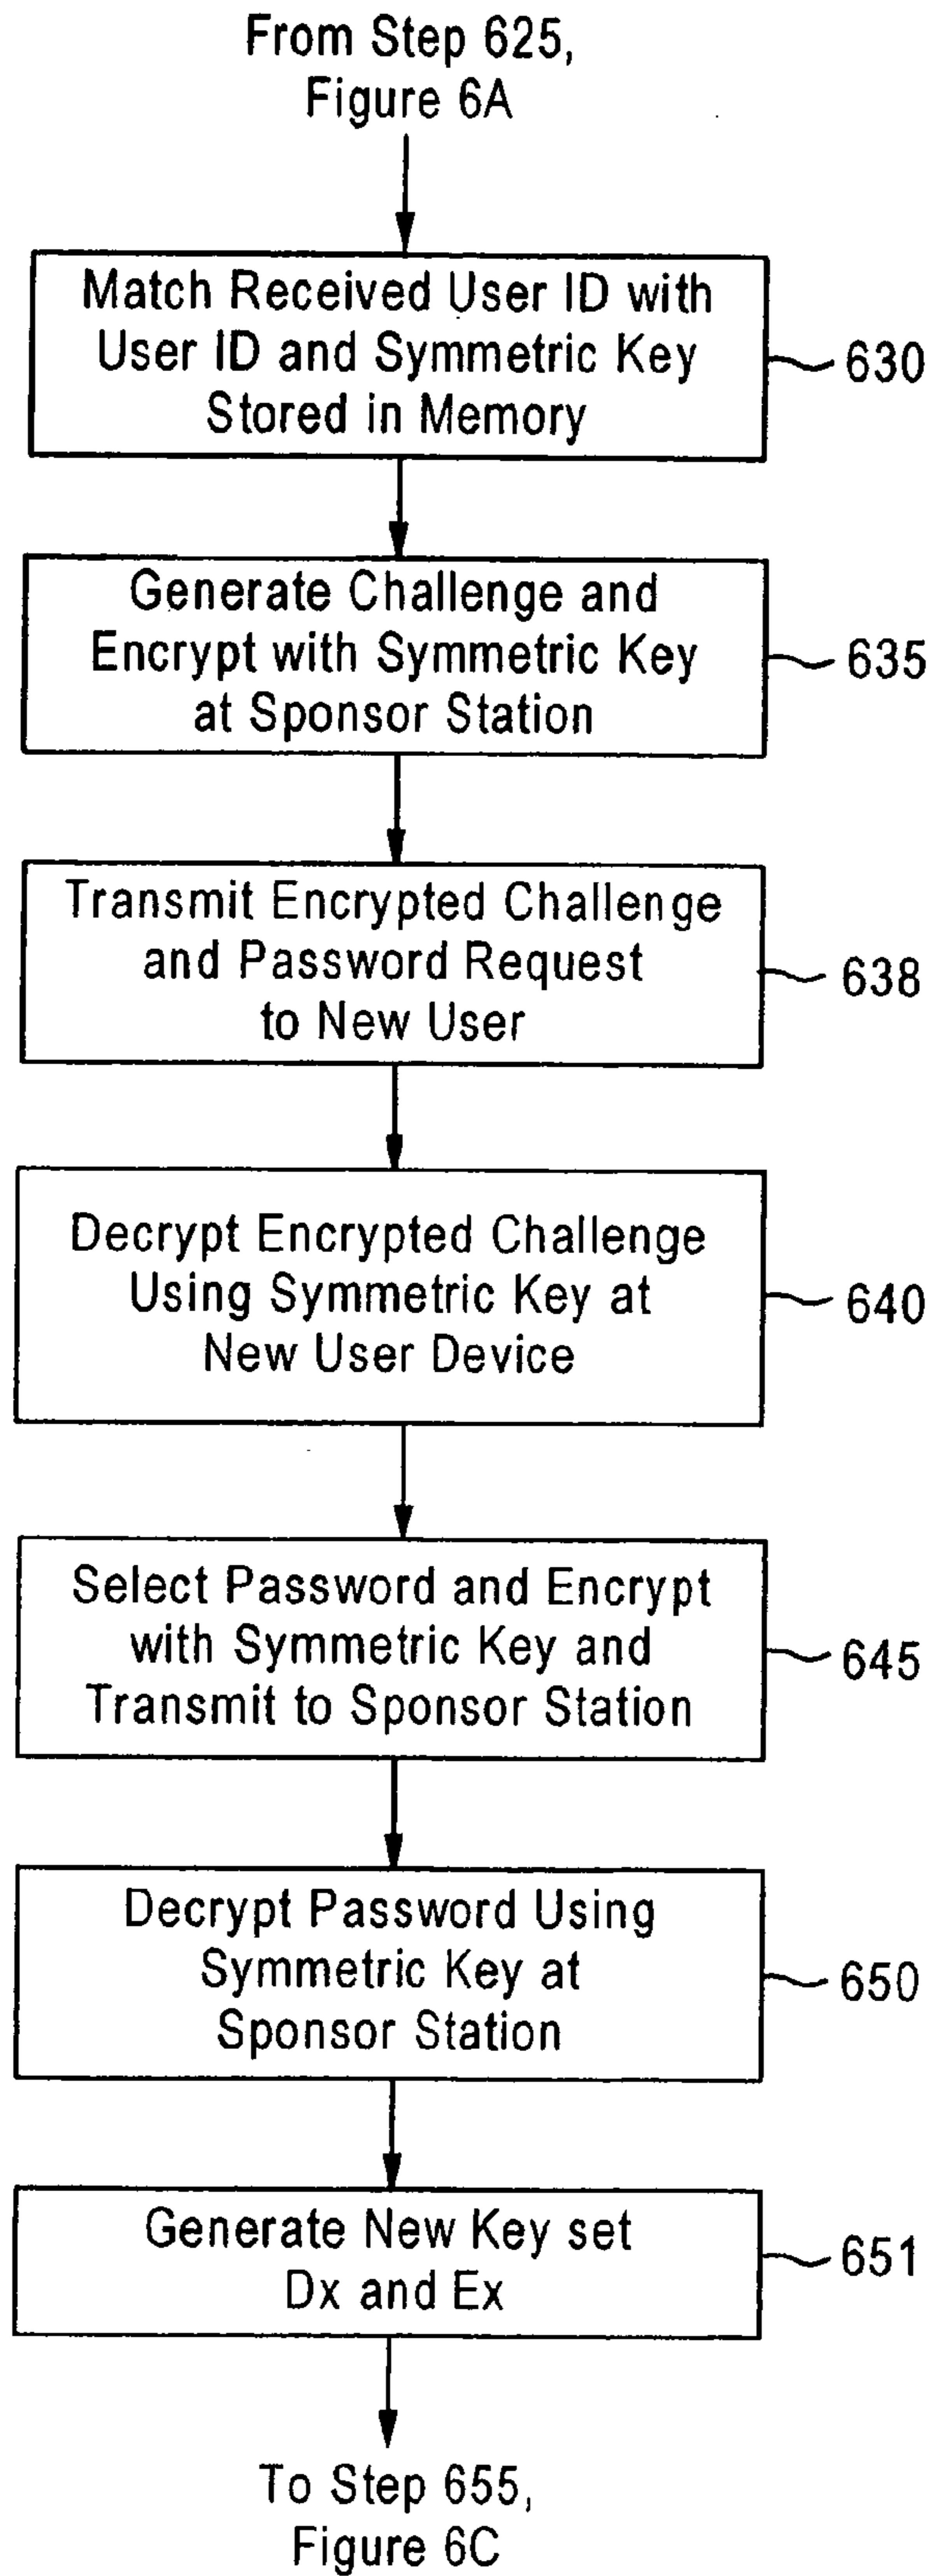 From Step 625,
Figure 6A
Match Received User ID with
User ID and Symmetric Key
Stored in Memory
630
Generate Challenge and
Encrypt with Symmetric Key
at Sponsor Station
635
Transmit Encrypted Challenge
and Password Request
to New User
638
Decrypt Encrypted Challenge
Using Symmetric Key at
New User Device
640
Select Password and Encrypt
with Symmetric Key and
Transmit to Sponsor Station
645
Decrypt Password Using
Symmetric Key at
Sponsor Station
650
Generate New Key set
Dx and Ex
651
To Step 655,
Figure 6C